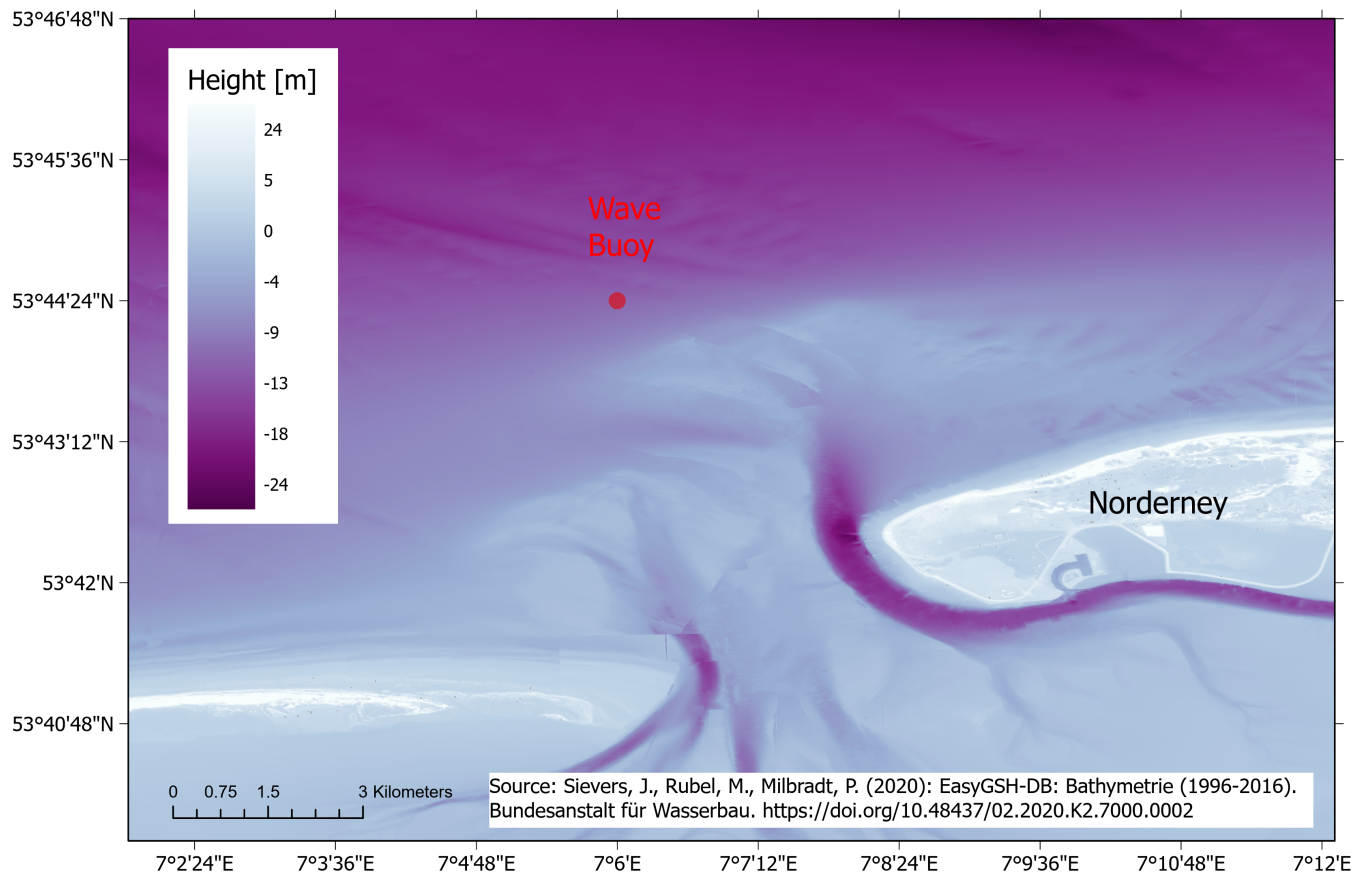 53°46'48"N
Height [m]
24
5
0
-4
-9
-13
-18
-24
53°45'36"N
Wave
Buoy
53°44'24"N
53°43'12"N
Norderney
53°42'N
53°40'48"N
0 0.75 1.5 3 Kilometers
Source: Sievers, J., Rubel, M., Milbradt, P. (2020): EasyGSH-DB: Bathymetrie (1996-2016).
Bundesanstalt für Wasserbau. https://doi.org/10.48437/02.2020.K2.7000.0002
7°2'24"E 7°3'36"E 7°4'48"E 7°6'E 7°7'12"E 7°8'24"E 7°9'36"E 7°10'48"E 7°12'E